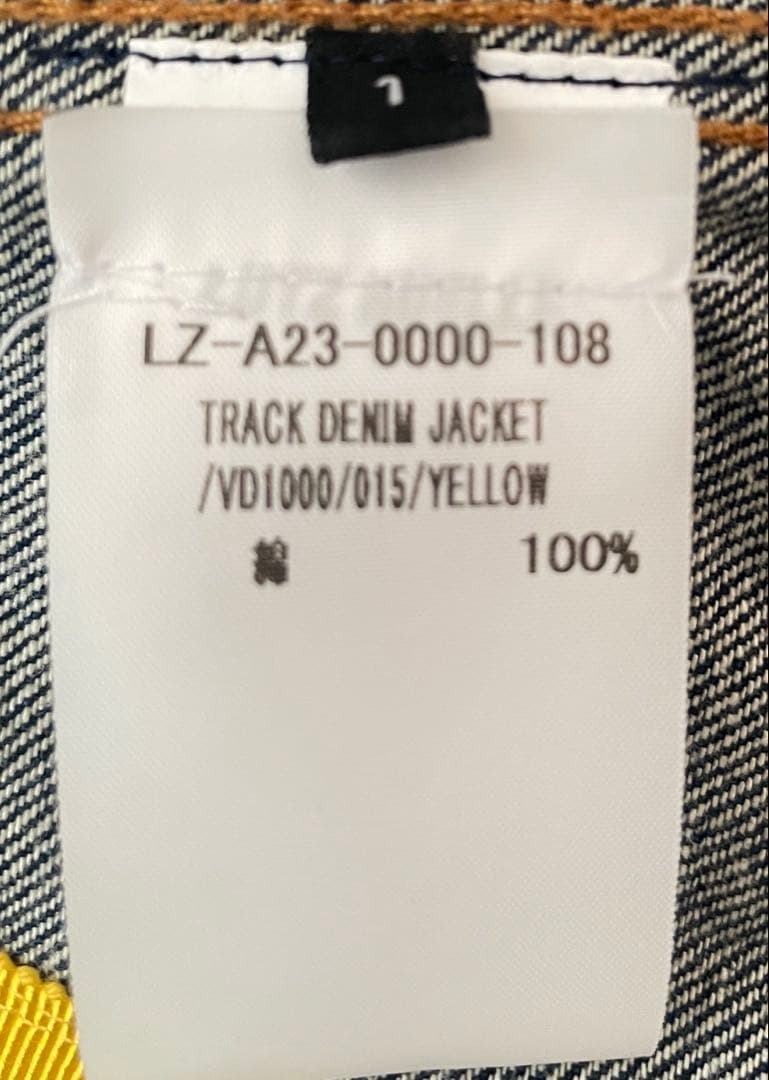 1
LZ-A23-0000-108
TRACK DENIM JACKET
/VD1000/015/YELLOW
綿 100%